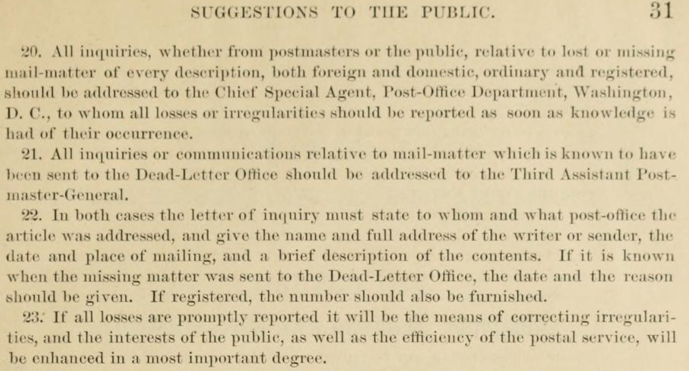 SUGGESTIONS TO THE PUBLIC. 31
20. All inquiries, whether from postmasters or the public, relative to lost or missing
mail-matter of every description, both foreign and domestic, ordinary and registered,
should be addressed to the Chief Special Agent, Post-Office Department, Washington,
D. C., to whom all losses or irregularities should be reported as soon as knowledge is
had of their occurrence.
21. All inquiries or communications relative to mail-matter which is known to have
been sent to the Dead-Letter Office should be addressed to the Third Assistant Post-
master-General.
22. In both cases the letter of inquiry must state to whom and what post-office the
article was addressed, and give the name and full address of the writer or sender, the
date and place of mailing, and a brief description of the contents. If it is known
when the missing matter was sent to the Dead-Letter Office, the date and the reason
should be given. If registered, the number should also be furnished.
23. If all losses are promptly reported it will be the means of correcting irregulari-
ties, and the interests of the public, as well as the efficiency of the postal service, will
be enhanced in a most important degree.